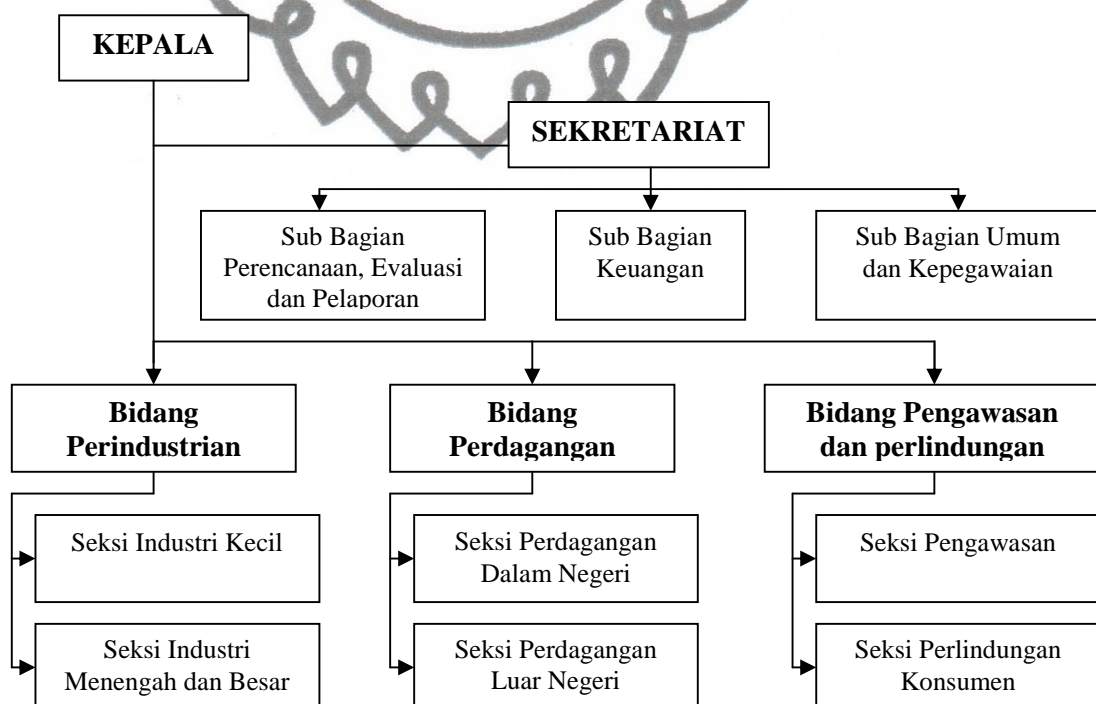 KEPALA
SEKRETARIAT
Sub Bagian
Perencanaan, Evaluasi
dan Pelaporan
Sub Bagian
Keuangan
Sub Bagian Umum
dan Kepegawaian
Bidang
Perindustrian
Bidang
Perdagangan
Bidang Pengawasan
dan perlindungan
Seksi Industri Kecil
Seksi Industri
Menengah dan Besar
Seksi Perdagangan
Dalam Negeri
Seksi Perdagangan
Luar Negeri
Seksi Pengawasan
Seksi Perlindungan
Konsumen